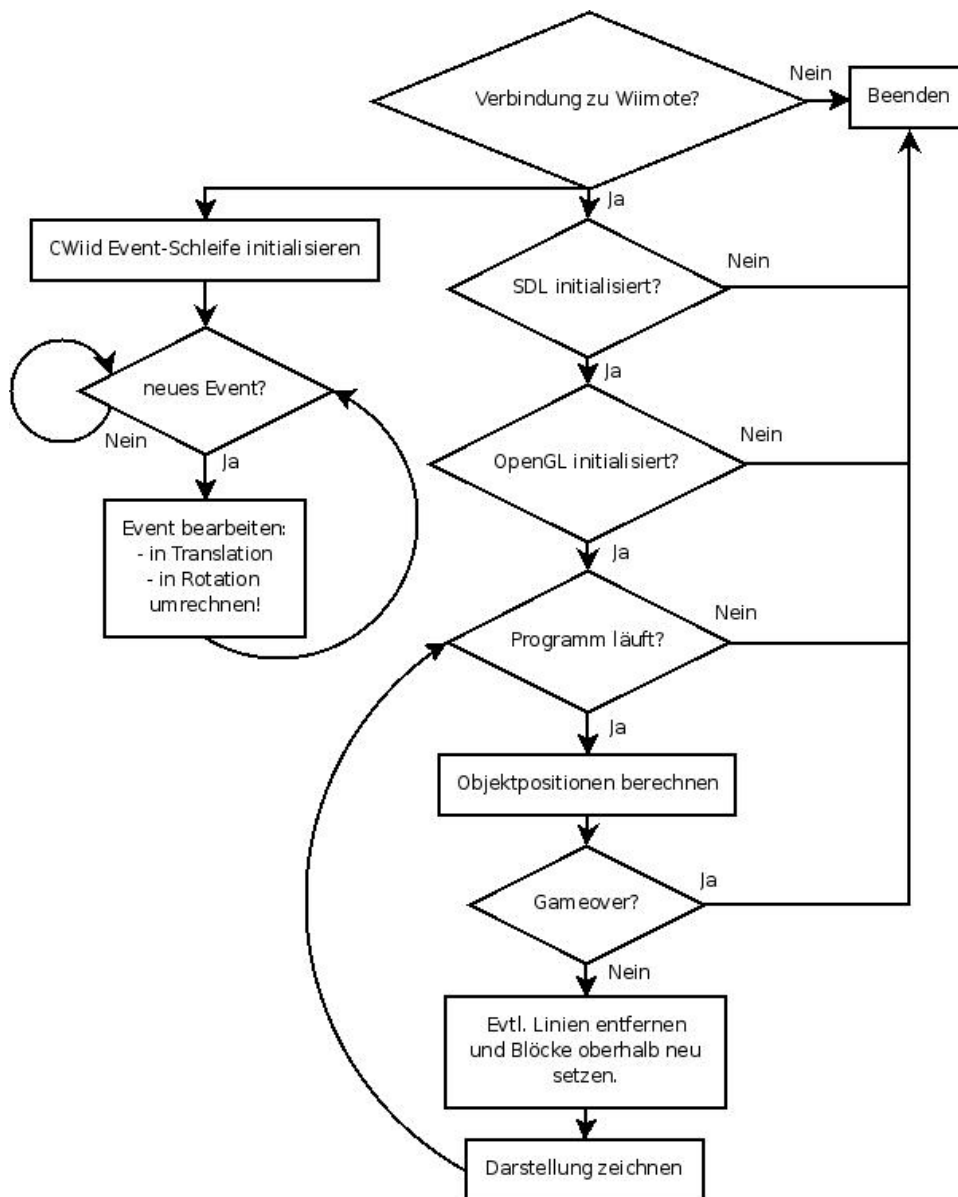 Verbindung zu Wiimote?
Nein
Beenden
Ja
CWiid Event-Schleife initialisieren
SDL initialisiert?
Nein
Ja
neues Event?
Nein
Ja
OpenGL initialisiert?
Nein
Ja
Event bearbeiten:
- in Translation
- in Rotation
umrechnen!
Programm läuft?
Nein
Ja
Objektpositionen berechnen
Gameover?
Ja
Nein
Evtl. Linien entfernen
und Blöcke oberhalb neu
setzen.
Darstellung zeichnen